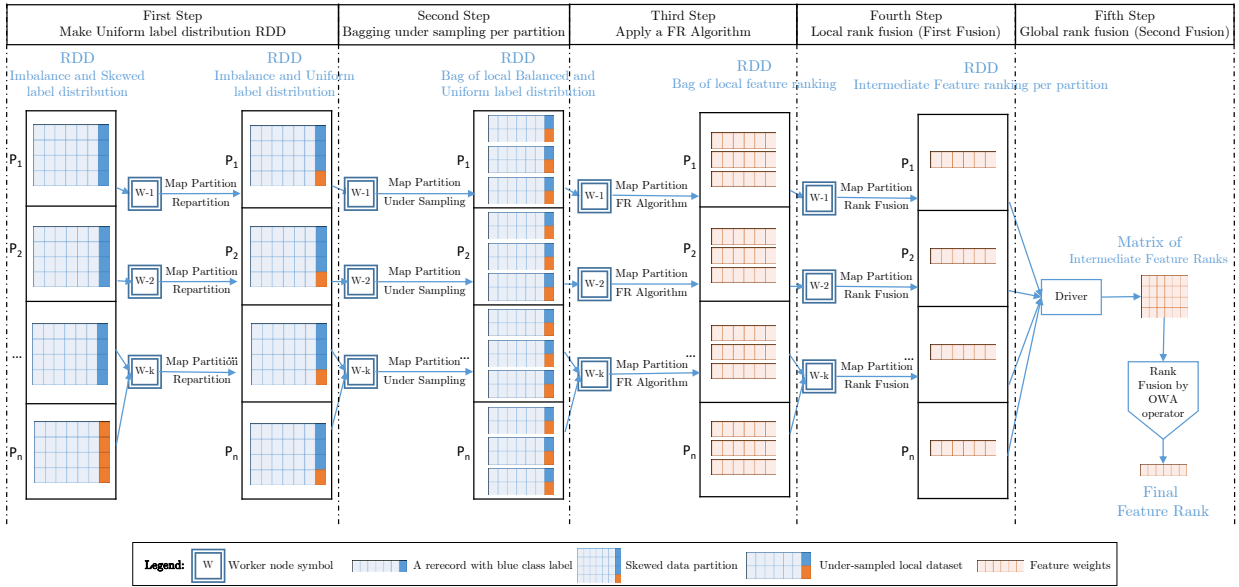 First Step
Make Uniform label distribution RDD
Second Step
Bagging under sampling per partition
Third Step
Apply a FR Algorithm
Fourth Step
Local rank fusion (First Fusion)
Fifth Step
Global rank fusion (Second Fusion)
RDD
Imbalance and Skewed
label distribution
RDD
Imbalance and Uniform
label distribution
RDD
Bag of local Balanced and
Uniform label distribution
RDD
Bag of local feature ranking
RDD
Intermediate Feature ranking per partition
P1
W-1
Map Partition
Repartition
P1
W-1
Map Partition
Under Sampling
P1
W-1
Map Partition
FR Algorithm
P1
W-1
Map Partition
Rank Fusion
P1
P2
W-2
Map Partition
Repartition
P2
W-2
Map Partition
Under Sampling
P2
W-2
Map Partition
FR Algorithm
P2
W-2
Map Partition
Rank Fusion
P2
...
W-k
Map Partition
Repartition
...
W-k
Map Partition
Under Sampling
...
W-k
Map Partition
FR Algorithm
...
W-k
Map Partition
Rank Fusion
...
Pn
Pn
Pn
Pn
Pn
Driver
Matrix of
Intermediate Feature Ranks
Rank
Fusion by
OWA
operator
Final
Feature Rank
Legend:
W
Worker node symbol
A rerecord with blue class label
Skewed data partition
Under-sampled local dataset
Feature weights